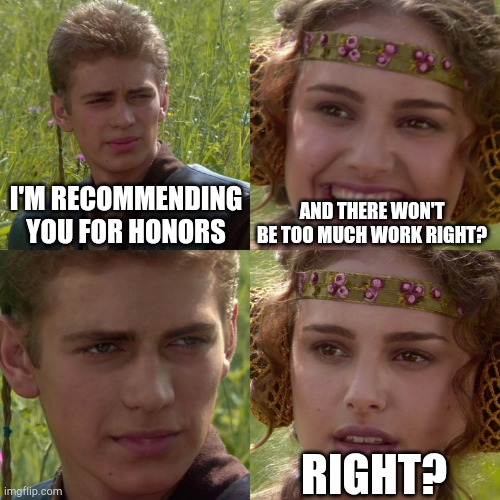 I'M RECOMMENDING
YOU FOR HONORS
AND THERE WON'T
BE TOO MUCH WORK RIGHT?
RIGHT?
imgflip.com